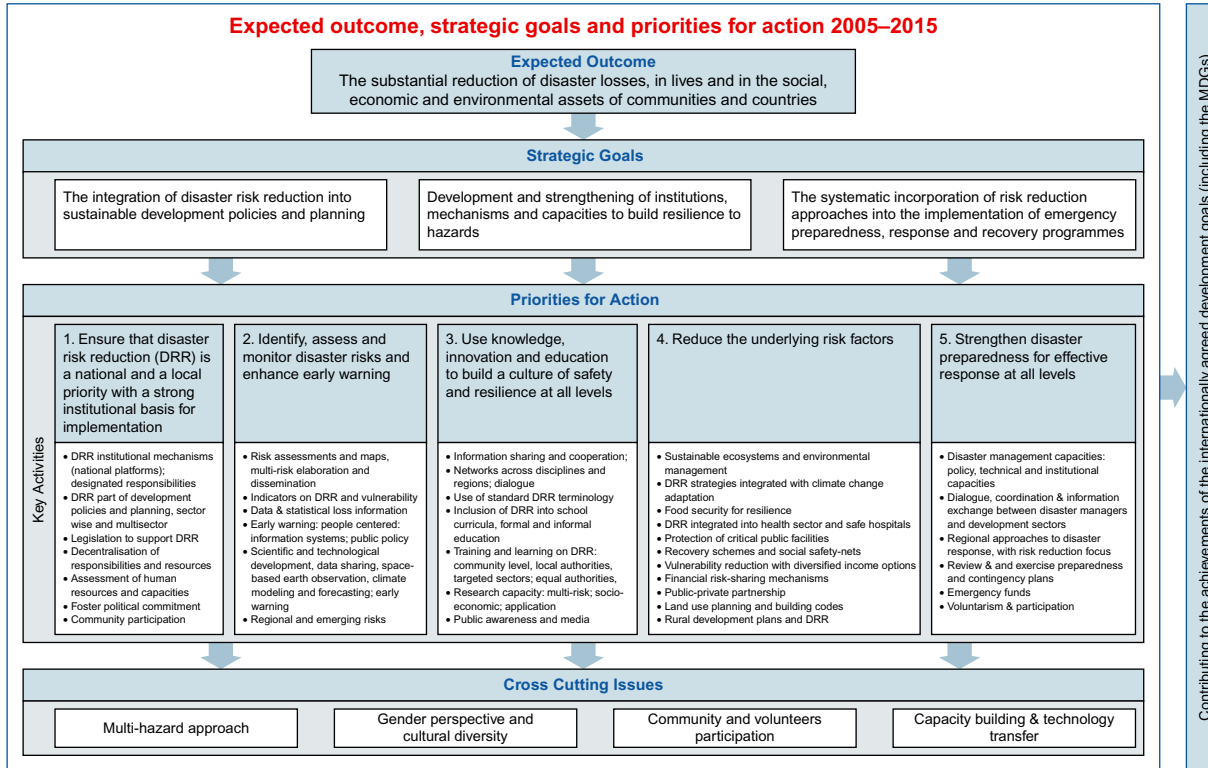 Expected outcome, strategic goals and priorities for action 2005–2015
Expected Outcome
The substantial reduction of disaster losses, in lives and in the social,
economic and environmental assets of communities and countries
Strategic Goals
The integration of disaster risk reduction into
sustainable development policies and planning
Development and strengthening of institutions,
mechanisms and capacities to build resilience to
hazards
The systematic incorporation of risk reduction
approaches into the implementation of emergency
preparedness, response and recovery programmes
Priorities for Action
Key Activities
1. Ensure that disaster
risk reduction (DRR) is
a national and a local
priority with a strong
institutional basis for
implementation
• DRR institutional mechanisms
(national platforms);
designated responsibilities
• DRR part of development
policies and planning, sector
wise and multisector
• Legislation to support DRR
• Decentralisation of
responsibilities and resources
• Assessment of human
resources and capacities
• Foster political commitment
• Community participation
2. Identify, assess and
monitor disaster risks and
enhance early warning
• Risk assessments and maps,
multi-risk elaboration and
dissemination
• Indicators on DRR and vulnerability
• Data & statistical loss information
• Early warning: people centered:
information systems; public policy
• Scientific and technological
development, data sharing, space-
based earth observation, climate
modeling and forecasting; early
warning
• Regional and emerging risks
3. Use knowledge,
innovation and education
to build a culture of safety
and resilience at all levels
• Information sharing and cooperation;
• Networks across disciplines and
regions; dialogue
• Use of standard DRR terminology
• Inclusion of DRR into school
curricula, formal and informal
education
• Training and learning on DRR:
community level, local authorities,
targeted sectors; equal authorities,
• Research capacity: multi-risk; socio-
economic; application
• Public awareness and media
4. Reduce the underlying risk factors
• Sustainable ecosystems and environmental
management
• DRR strategies integrated with climate change
adaptation
• Food security for resilience
• DRR integrated into health sector and safe hospitals
• Protection of critical public facilities
• Recovery schemes and social safety-nets
• Vulnerability reduction with diversified income options
• Financial risk-sharing mechanisms
• Public-private partnership
• Land use planning and building codes
• Rural development plans and DRR
5. Strengthen disaster
preparedness for effective
response at all levels
• Disaster management capacities:
policy, technical and institutional
capacities
• Dialogue, coordination & information
exchange between disaster managers
and development sectors
• Regional approaches to disaster
response, with risk reduction focus
• Review & and exercise preparedness
and contingency plans
• Emergency funds
• Voluntarism & participation
Cross Cutting Issues
Multi-hazard approach
Gender perspective and
cultural diversity
Community and volunteers
participation
Capacity building & technology
transfer
Contributing to the achievements of the internationally agreed development goals (including the MDGs)